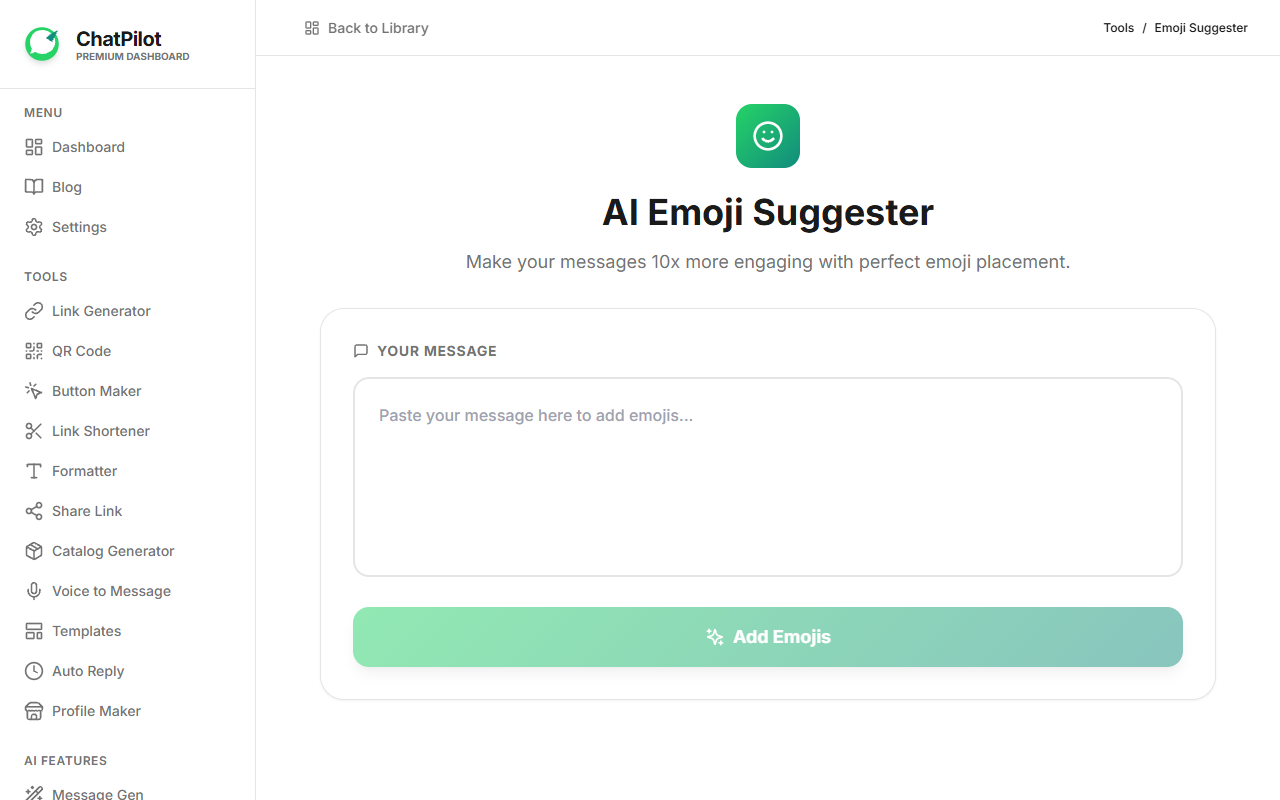 ChatPilot
PREMIUM DASHBOARD
MENU
Dashboard
Blog
Settings
TOOLS
Link Generator
QR Code
Button Maker
Link Shortener
Formatter
Share Link
Catalog Generator
Voice to Message
Templates
Auto Reply
Profile Maker
AI FEATURES
Message Gen
Back to Library
Tools / Emoji Suggester
AI Emoji Suggester
Make your messages 10x more engaging with perfect emoji placement.
YOUR MESSAGE
Paste your message here to add emojis...
Add Emojis